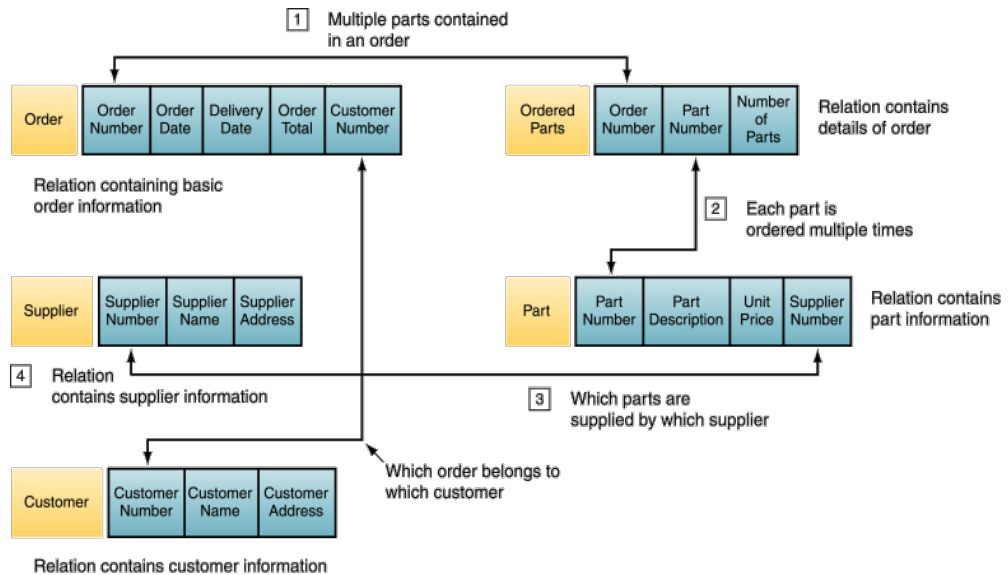 1 Multiple parts contained
in an order
Order
Order
Number
Order
Date
Delivery
Date
Order
Total
Customer
Number
Ordered
Parts
Order
Number
Part
Number
Number
of
Parts
Relation contains
details of order
Relation containing basic
order information
2 Each part is
ordered multiple times
Supplier
Supplier
Number
Supplier
Name
Supplier
Address
Part
Part
Number
Part
Description
Unit
Price
Supplier
Number
Relation contains
part information
4 Relation
contains supplier information
3 Which parts are
supplied by which supplier
Which order belongs to
which customer
Customer
Customer
Number
Customer
Name
Customer
Address
Relation contains customer information